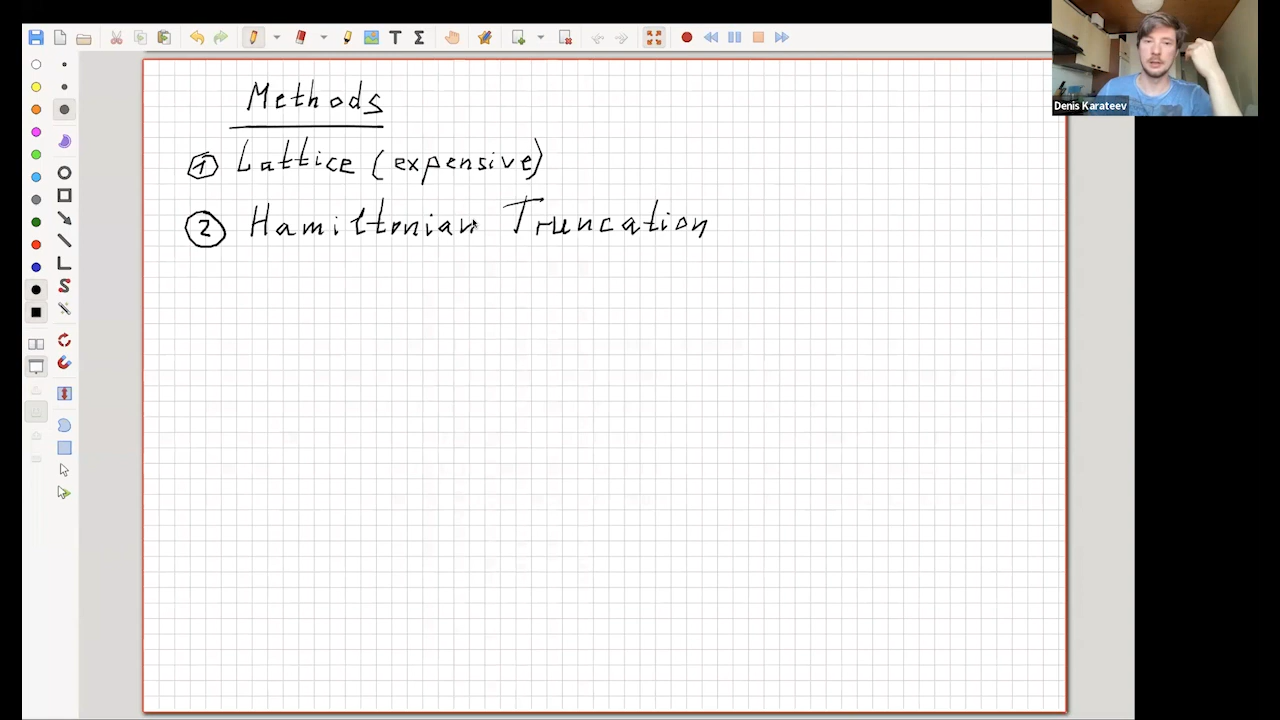 Methods
① Lattice (expensive)
② Hamiltonian Truncation
Denis Karateev